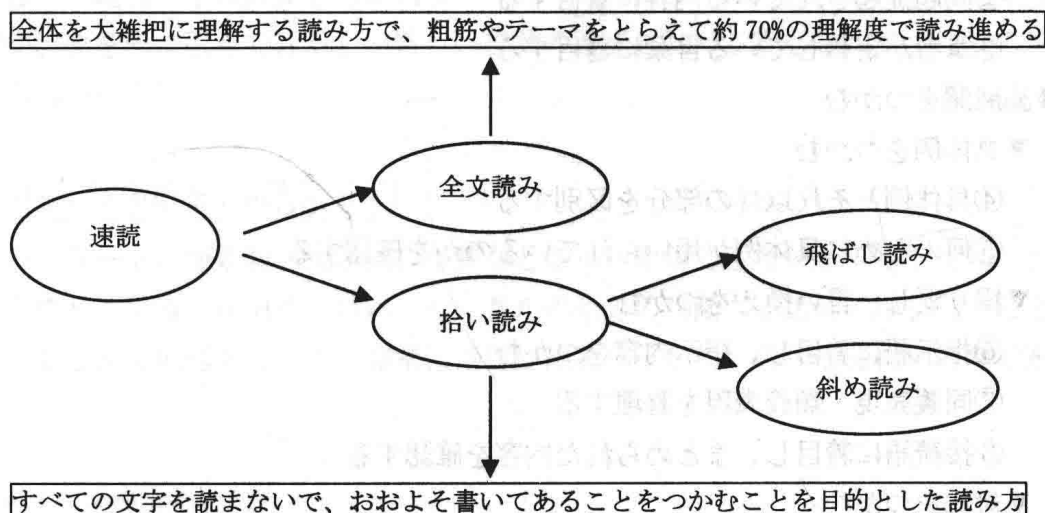 全体を大雑把に理解する読み方で、粗筋やテーマをとらえて約 70%の理解度で読み進める
全文読み
速読
飛ばし読み
拾い読み
斜め読み
すべての文字を読まないで、おおよそ書いてあることをつかむことを目的とした読み方